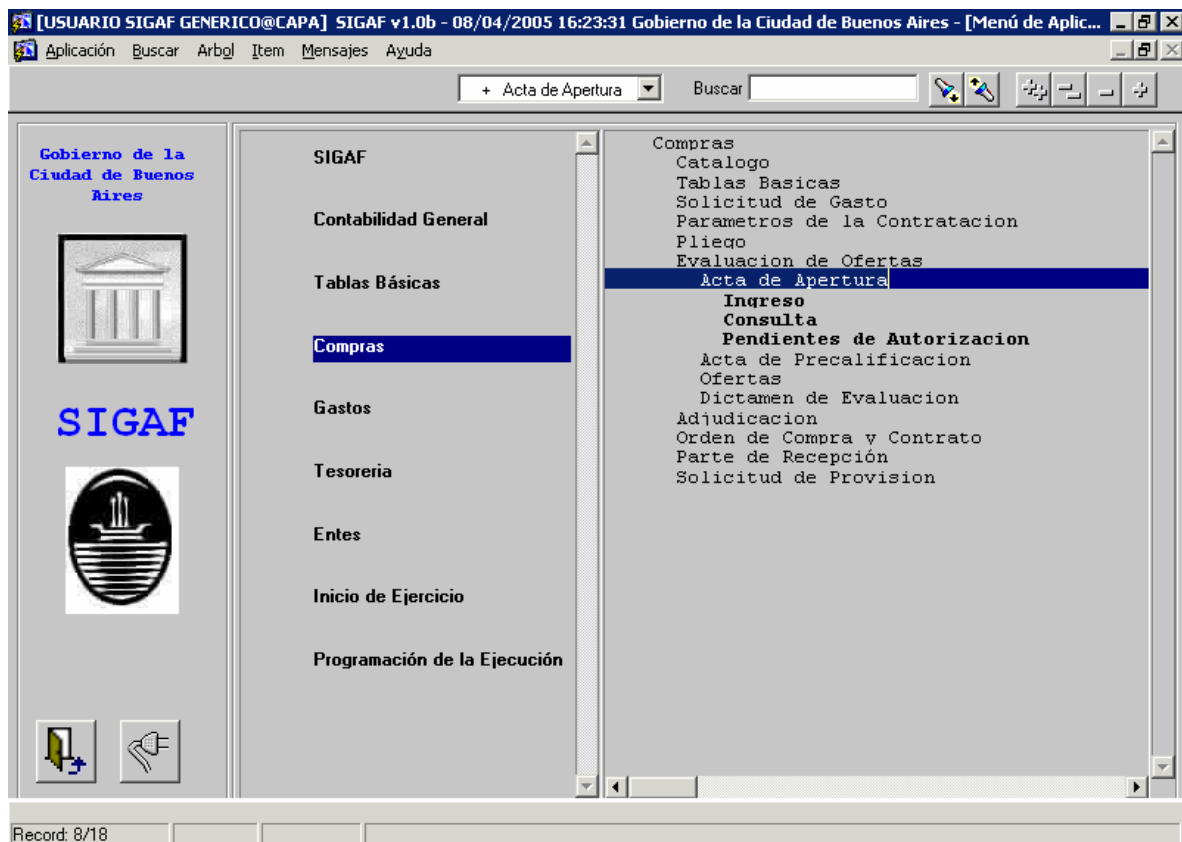 [USUARIO SIGAF GENERICO@CAPA] SIGAF v1.0b - 08/04/2005 16:23:31 Gobierno de la Ciudad de Buenos Aires - [Menú de Aplic...
Aplicación Buscar Arbol Item Mensajes Ayuda
+ Acta de Apertura Buscar
Gobierno de la
Ciudad de Buenos
Aires
SIGAF
SIGAF
Contabilidad General
Tablas Básicas
Compras
Gastos
Tesoreria
Entes
Inicio de Ejercicio
Programación de la Ejecución
Compras
Catalogo
Tablas Basicas
Solicitud de Gasto
Parametros de la Contratacion
Pliego
Evaluacion de Ofertas
Acta de Apertura
Ingreso
Consulta
Pendientes de Autorizacion
Acta de Precalificacion
Ofertas
Dictamen de Evaluacion
Adjudicacion
Orden de Compra y Contrato
Parte de Recepción
Solicitud de Provision
Record: 8/18